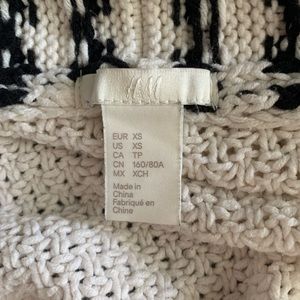 H&M
EUR XS
US XS
CA TP
CN 160/80A
MX XCH
Made in
China
Fabriqué en
Chine